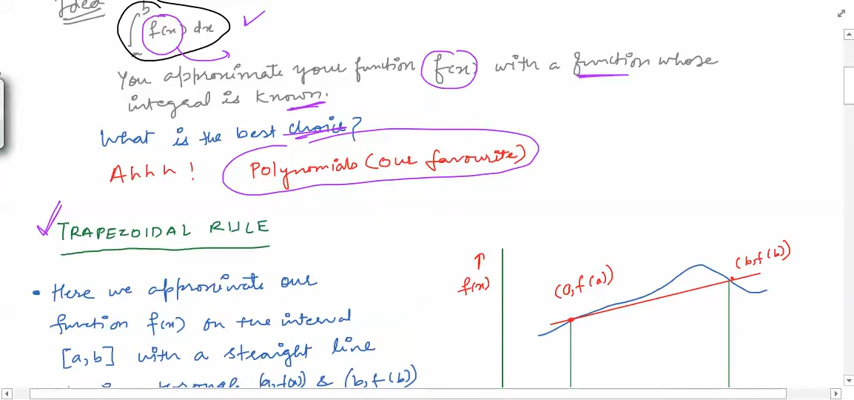 Idea
∫ b f(x) dx
You approximate your function f(x) with a function whose
integral is known.
What is the best choice?
Ahhh! Polynomials (our favourite)
TRAPEZOIDAL RULE
• Here we approximate our
function f(x) on the interval
[a,b] with a straight line
(a,f(a)) & (b,f(b))
↑
f(x)
(a,f(a))
(b,f(b))